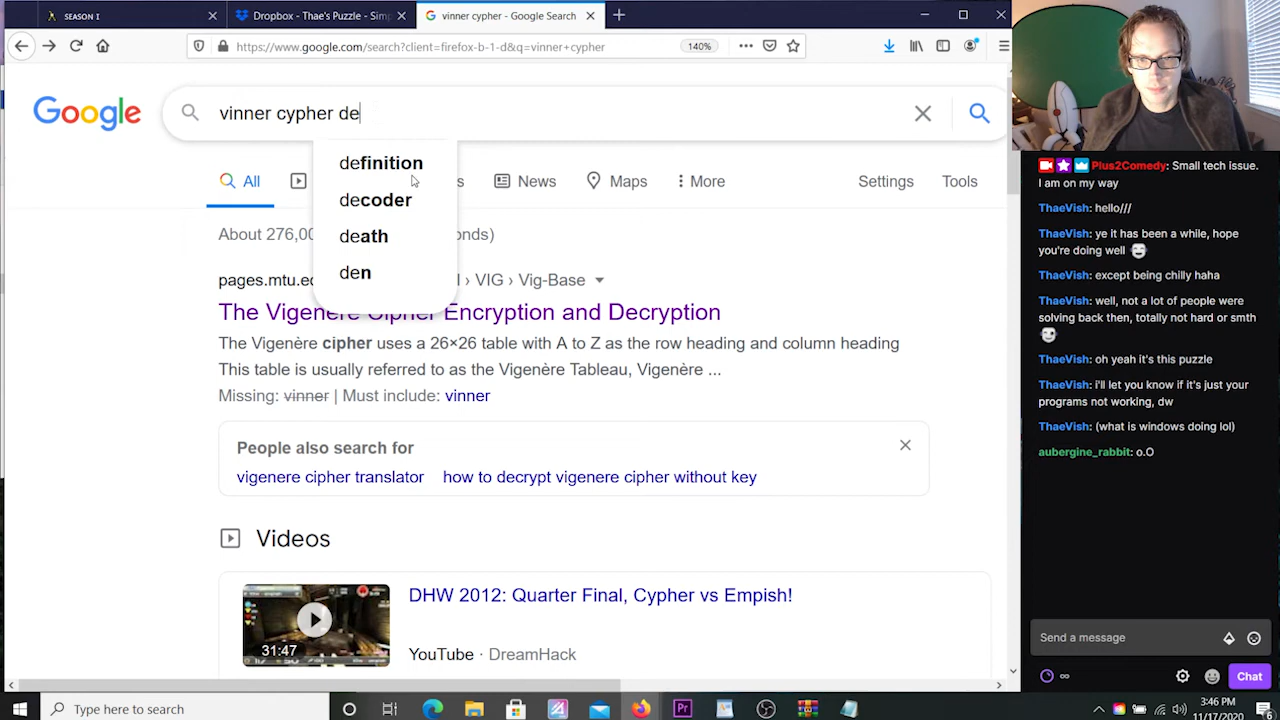 SEASON I
Dropbox - Thae's Puzzle - Sim
vinner cypher - Google Search
https://www.google.com/search?client=firefox-b-1-d&q=vinner+cypher
140%
Google
vinner cypher de
definition
decoder
death
den
All
s
News
Maps
More
Settings
Tools
About 276,00
onds)
pages.mtu.ed
l › VIG › Vig-Base
The Vigenere Cipher Encryption and Decryption
The Vigenère cipher uses a 26×26 table with A to Z as the row heading and column heading
This table is usually referred to as the Vigenère Tableau, Vigenère ...
Missing: vinner | Must include: vinner
People also search for
vigenere cipher translator
how to decrypt vigenere cipher without key
Videos
DHW 2012: Quarter Final, Cypher vs Empish!
31:47
YouTube · DreamHack
Plus2Comedy: Small tech issue.
I am on my way
ThaeVish: hello///
ThaeVish: ye it has been a while, hope
you're doing well
ThaeVish: except being chilly haha
ThaeVish: well, not a lot of people were
solving back then, totally not hard or smth
ThaeVish: oh yeah it's this puzzle
ThaeVish: i'll let you know if it's just your
programs not working, dw
ThaeVish: (what is windows doing lol)
aubergine_rabbit: o.O
Send a message
∞
Chat
Type here to search
3:46 PM
11/17/2020